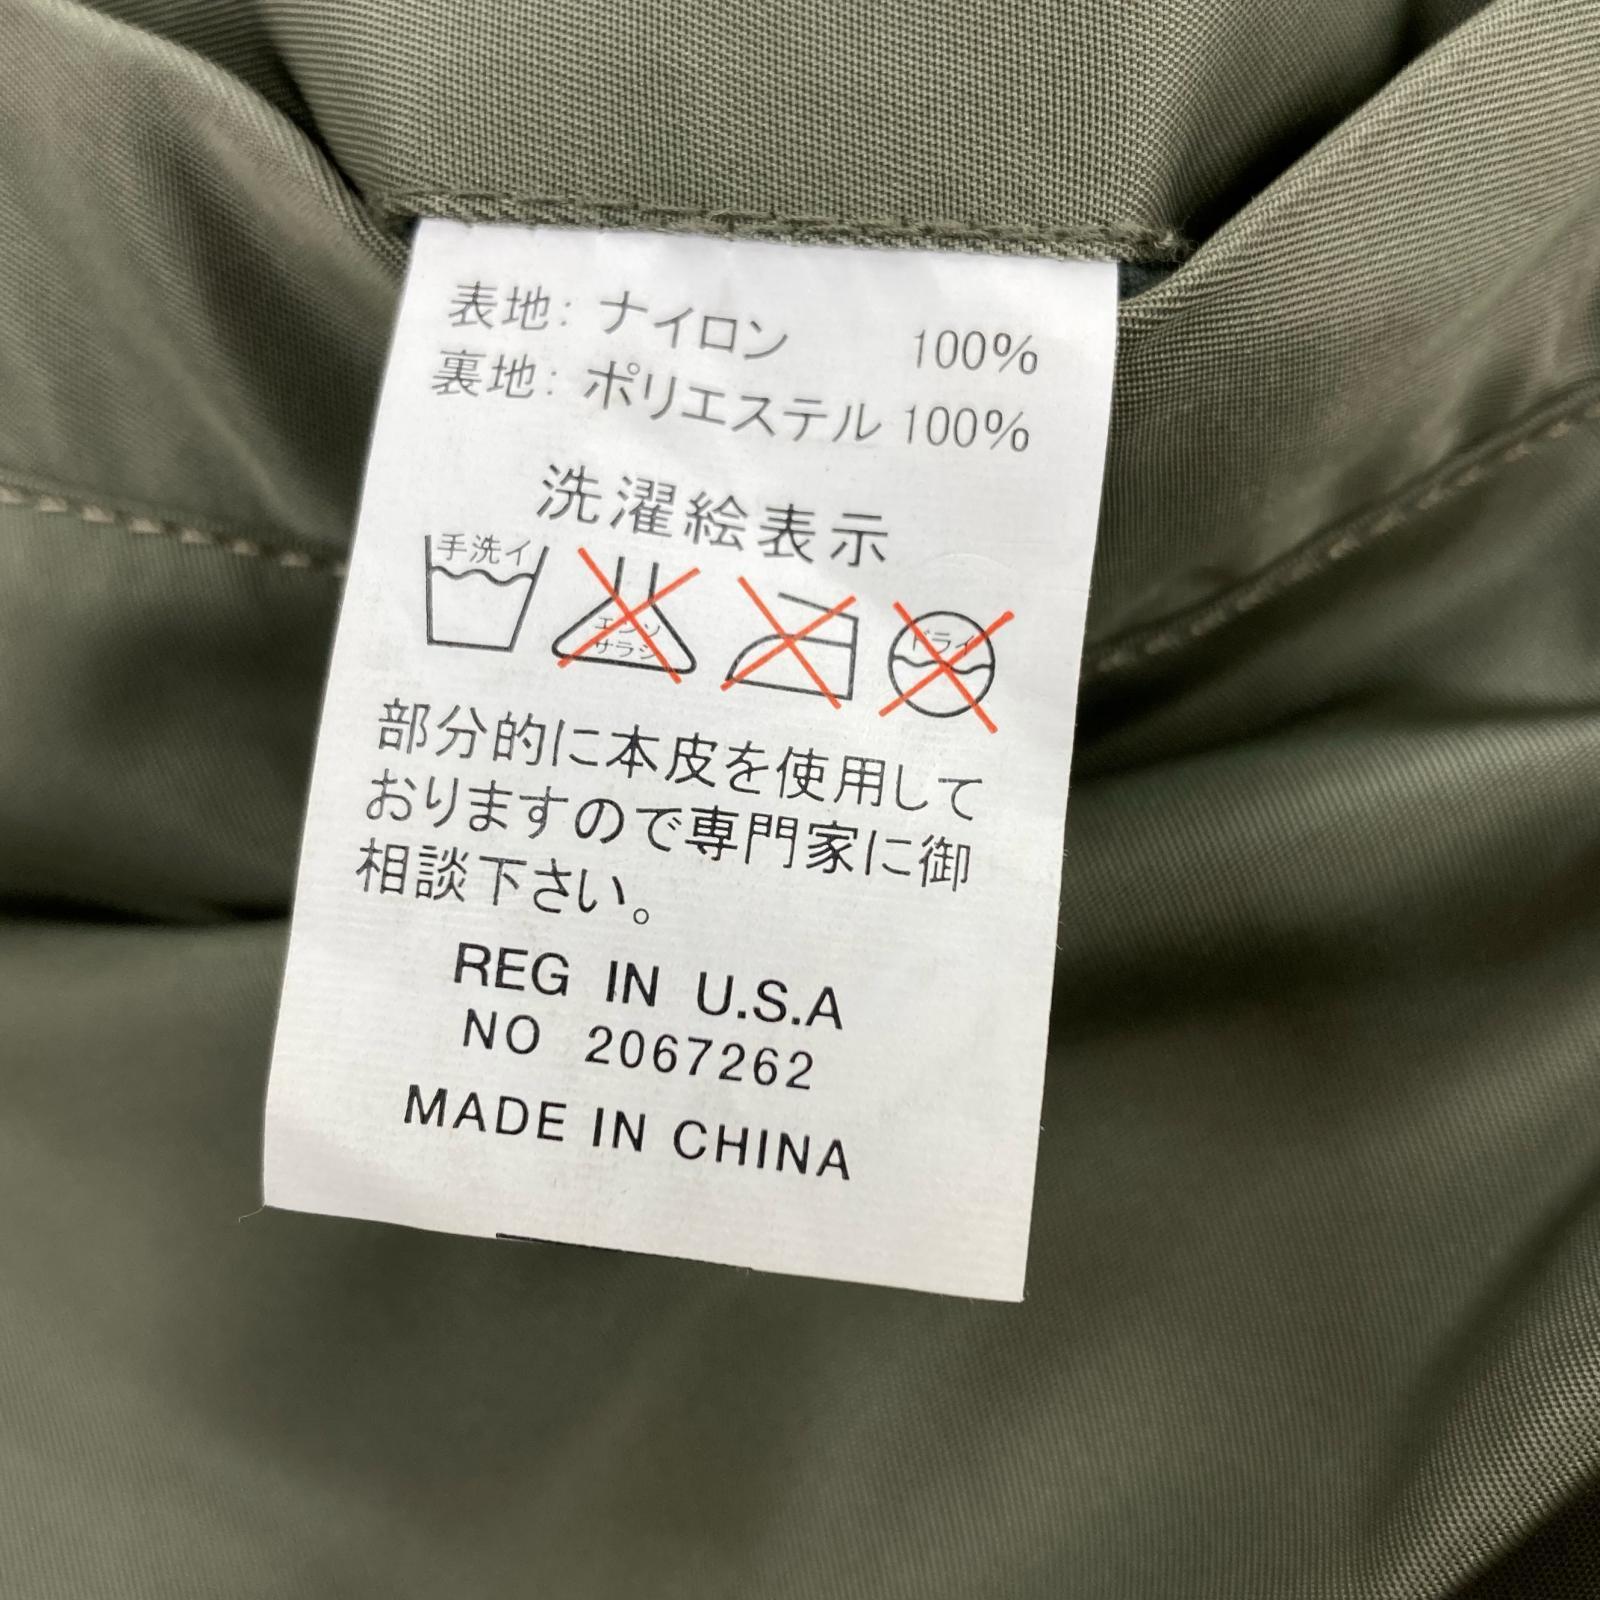 表地: ナイロン 100%
裏地: ポリエステル 100%
洗濯絵表示
手洗イ
エンソ
サラシ
ドライ
部分的に本皮を使用して
おりますので専門家に御
相談下さい。
REG IN U.S.A
NO 2067262
MADE IN CHINA